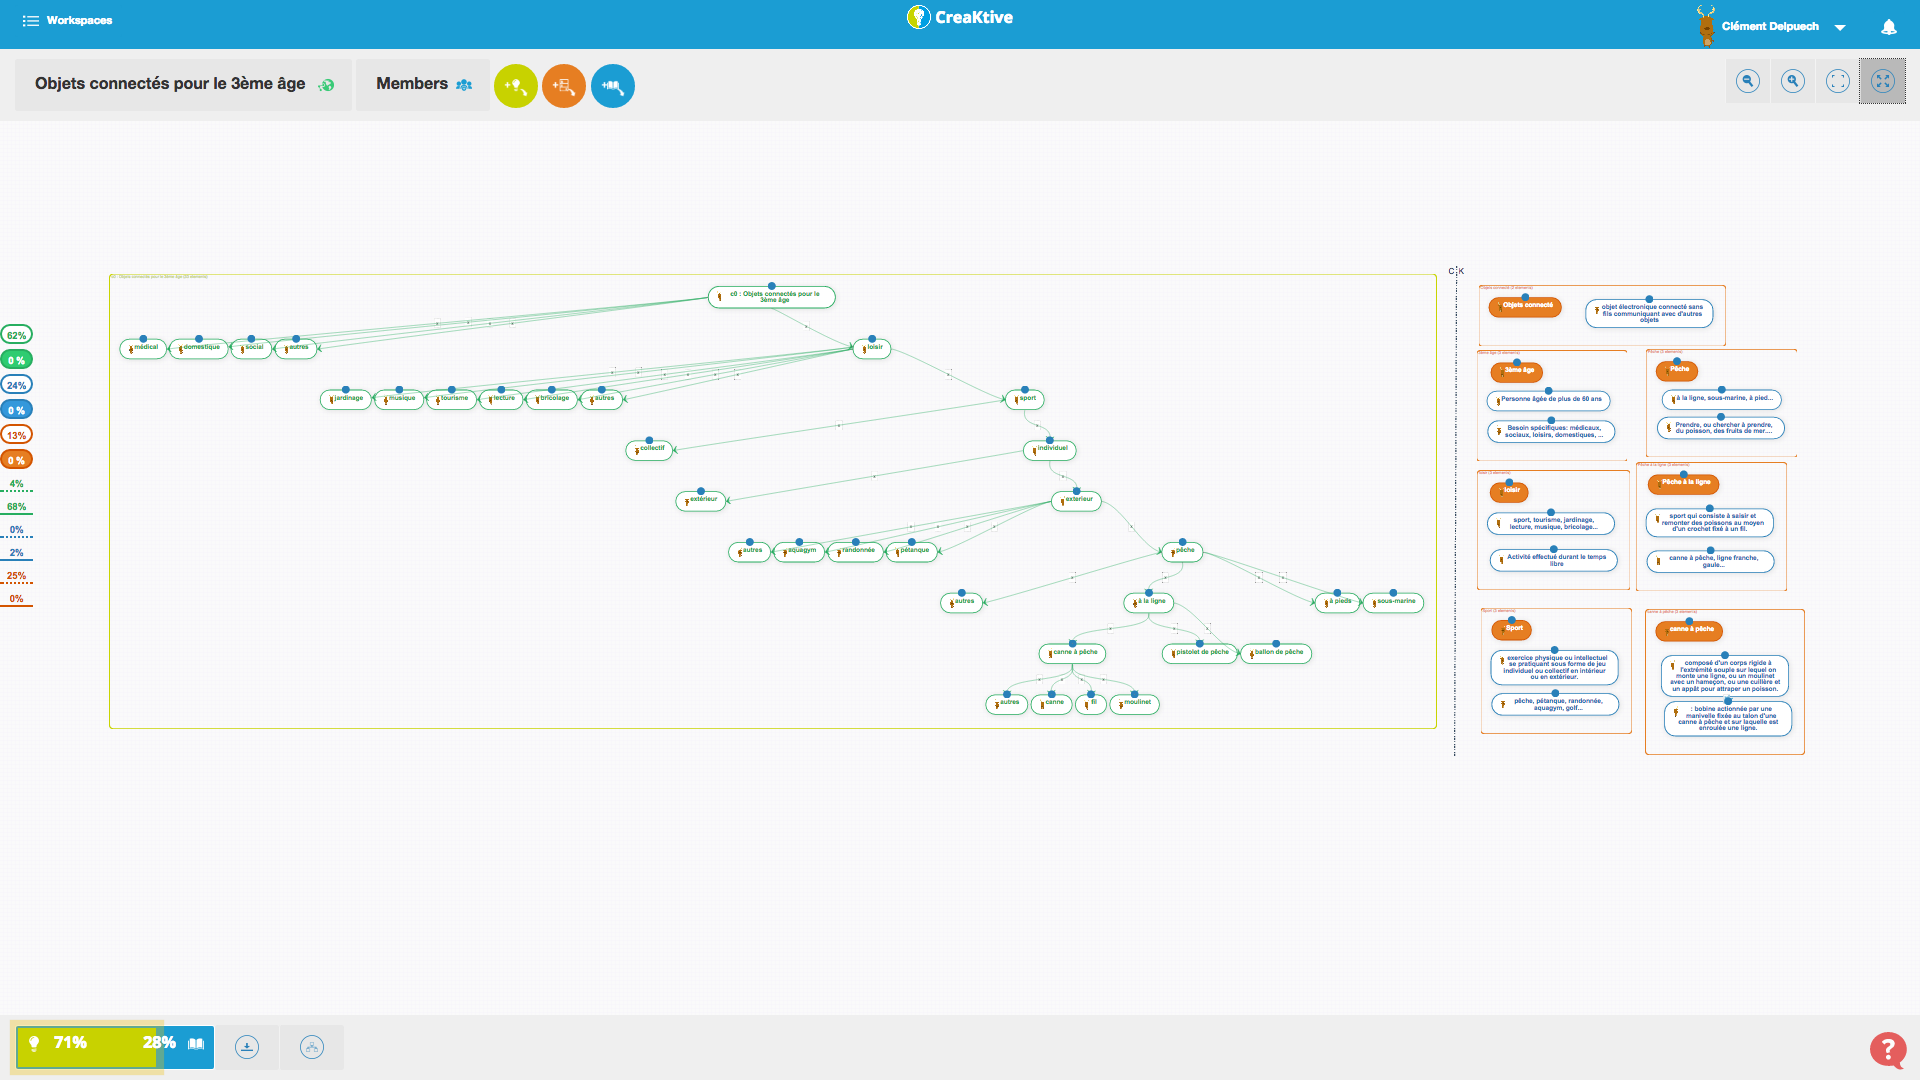 Workspaces
CreaKtive
Clément Delpuech
Objets connectés pour le 3ème âge
Members
C K
c0 : Objets connectés pour le
3ème âge
médical
domestique
social
autres
loisir
jardinage
musique
tourisme
lecture
bricolage
autres
sport
collectif
individuel
extérieur
exterieur
autres
aquagym
randonnée
pétanque
pêche
autres
à la ligne
à pieds
sous-marine
canne à pêche
pistolet de pêche
ballon de pêche
autres
canne
fil
moulinet
Objets connecté
objet électronique connecté sans
fils communiquant avec d'autres
objets
3ème âge
Personne âgée de plus de 60 ans
Besoin spécifiques: médicaux,
sociaux, loisirs, domestiques, ...
Pêche
à la ligne, sous-marine, à pied...
Prendre, ou chercher à prendre,
du poisson, des fruits de mer....
loisir
sport, tourisme, jardinage,
lecture, musique, bricolage...
Activité effectué durant le temps
libre
Pêche à la ligne
sport qui consiste à saisir et
remonter des poissons au moyen
d'un crochet fixé à un fil.
canne à pêche, ligne franche,
gaule...
Sport
exercice physique ou intellectuel
se pratiquant sous forme de jeu
individuel ou collectif en intérieur
ou en extérieur.
pêche, pétanque, randonnée,
aquagym, golf...
canne à pêche
composé d'un corps rigide à
l'extrémité souple sur lequel on
monte une ligne, ou un moulinet
avec un hameçon, ou une cuillère et
un appât pour attraper un poisson.
: bobine actionnée par une
manivelle fixée au talon d'une
canne à pêche et sur laquelle est
enroulée une ligne.
62%
0 %
24%
0 %
13%
0 %
4%
68%
0%
2%
25%
0%
71%
28%
?